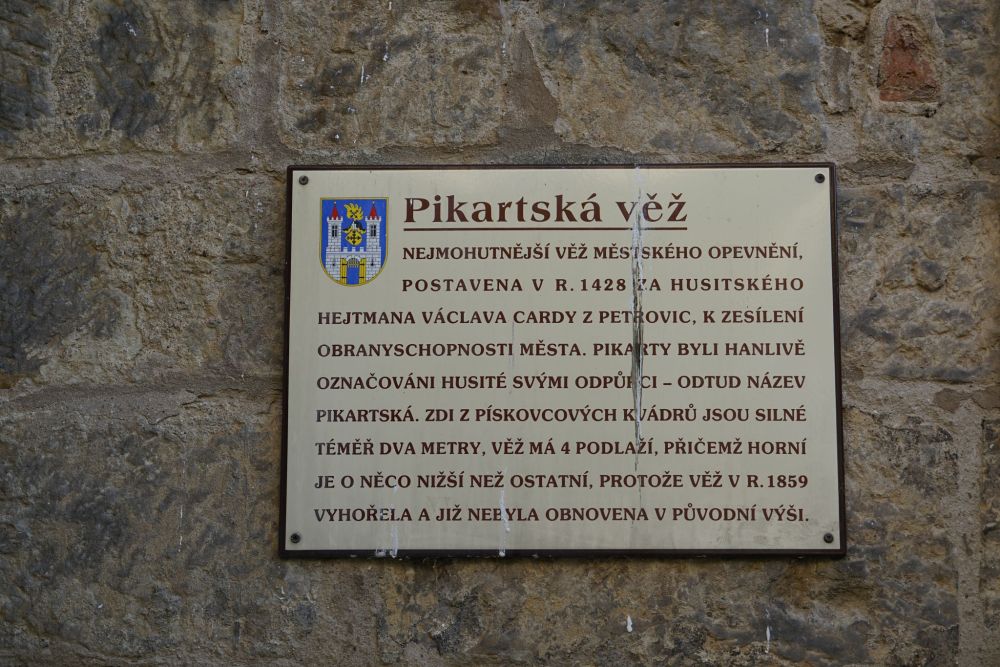 Pikartská věž
NEJMOHUTNĚJŠÍ VĚŽ MĚSTSKÉHO OPEVNĚNÍ,
POSTAVENA V R. 1428 ZA HUSITSKÉHO
HEJTMANA VÁCLAVA CARDY Z PETROVIC, K ZESÍLENÍ
OBRANYSCHOPNOSTI MĚSTA. PIKARTY BYLI HANLIVĚ
OZNAČOVÁNI HUSITÉ SVÝMI ODPŮRCI – ODTUD NÁZEV
PIKARTSKÁ. ZDI Z PÍSKOVCOVÝCH KVÁDRŮ JSOU SILNÉ
TÉMĚŘ DVA METRY, VĚŽ MÁ 4 PODLAŽÍ, PŘIČEMŽ HORNÍ
JE O NĚCO NIŽŠÍ NEŽ OSTATNÍ, PROTOŽE VĚŽ V R. 1859
VYHOŘELA A JIŽ NEBYLA OBNOVENA V PŮVODNÍ VÝŠI.